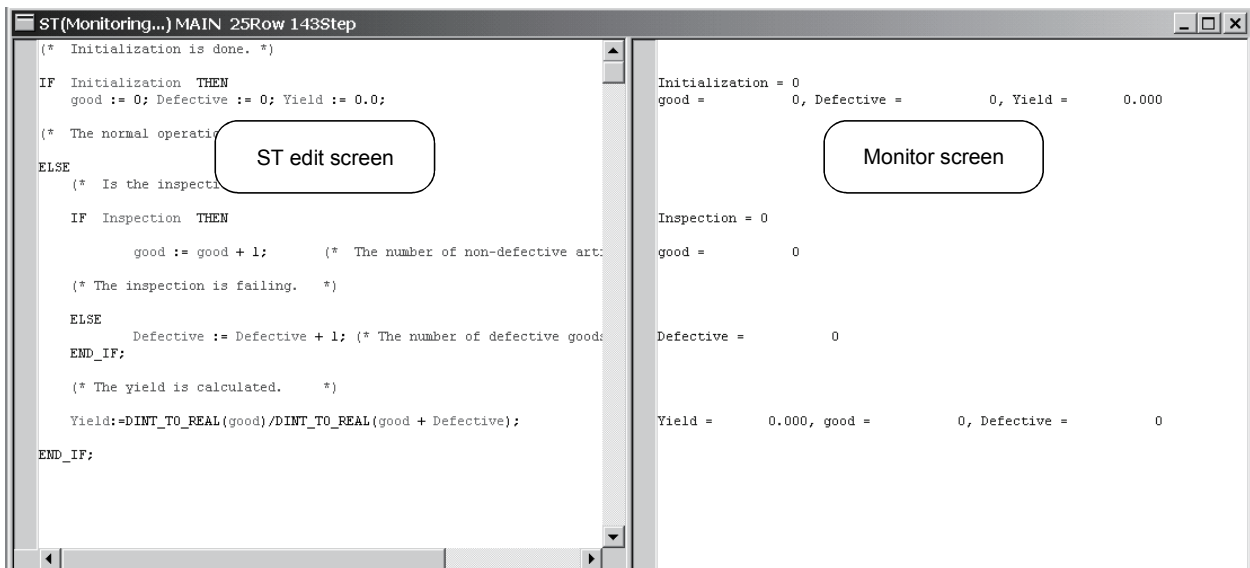 ST(Monitoring...) MAIN 25Row 143Step
(* Initialization is done. *)
IF Initialization THEN
good := 0; Defective := 0; Yield := 0.0;
(* The normal operatio
ELSE
(* Is the inspecti
IF Inspection THEN
good := good + 1; (* The number of non-defective art
(* The inspection is failing. *)
ELSE
Defective := Defective + 1; (* The number of defective goods
END_IF;
(* The yield is calculated. *)
Yield:=DINT_TO_REAL(good)/DINT_TO_REAL(good + Defective);
END_IF;
ST edit screen
Initialization = 0
good = 0, Defective = 0, Yield = 0.000
Monitor screen
Inspection = 0
good = 0
Defective = 0
Yield = 0.000, good = 0, Defective = 0